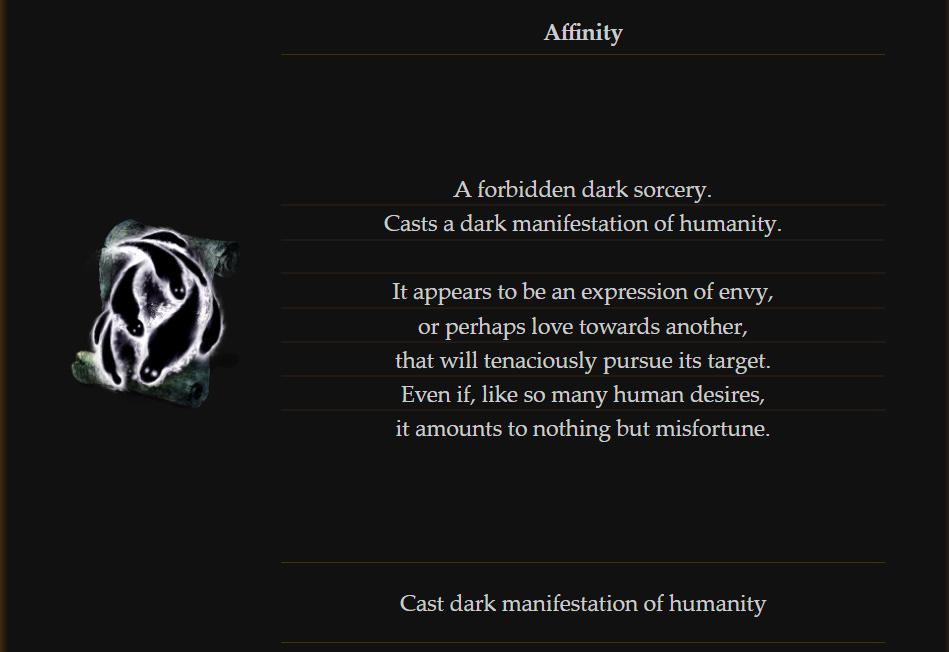 Affinity
A forbidden dark sorcery.
Casts a dark manifestation of humanity.
It appears to be an expression of envy,
or perhaps love towards another,
that will tenaciously pursue its target.
Even if, like so many human desires,
it amounts to nothing but misfortune.
Cast dark manifestation of humanity